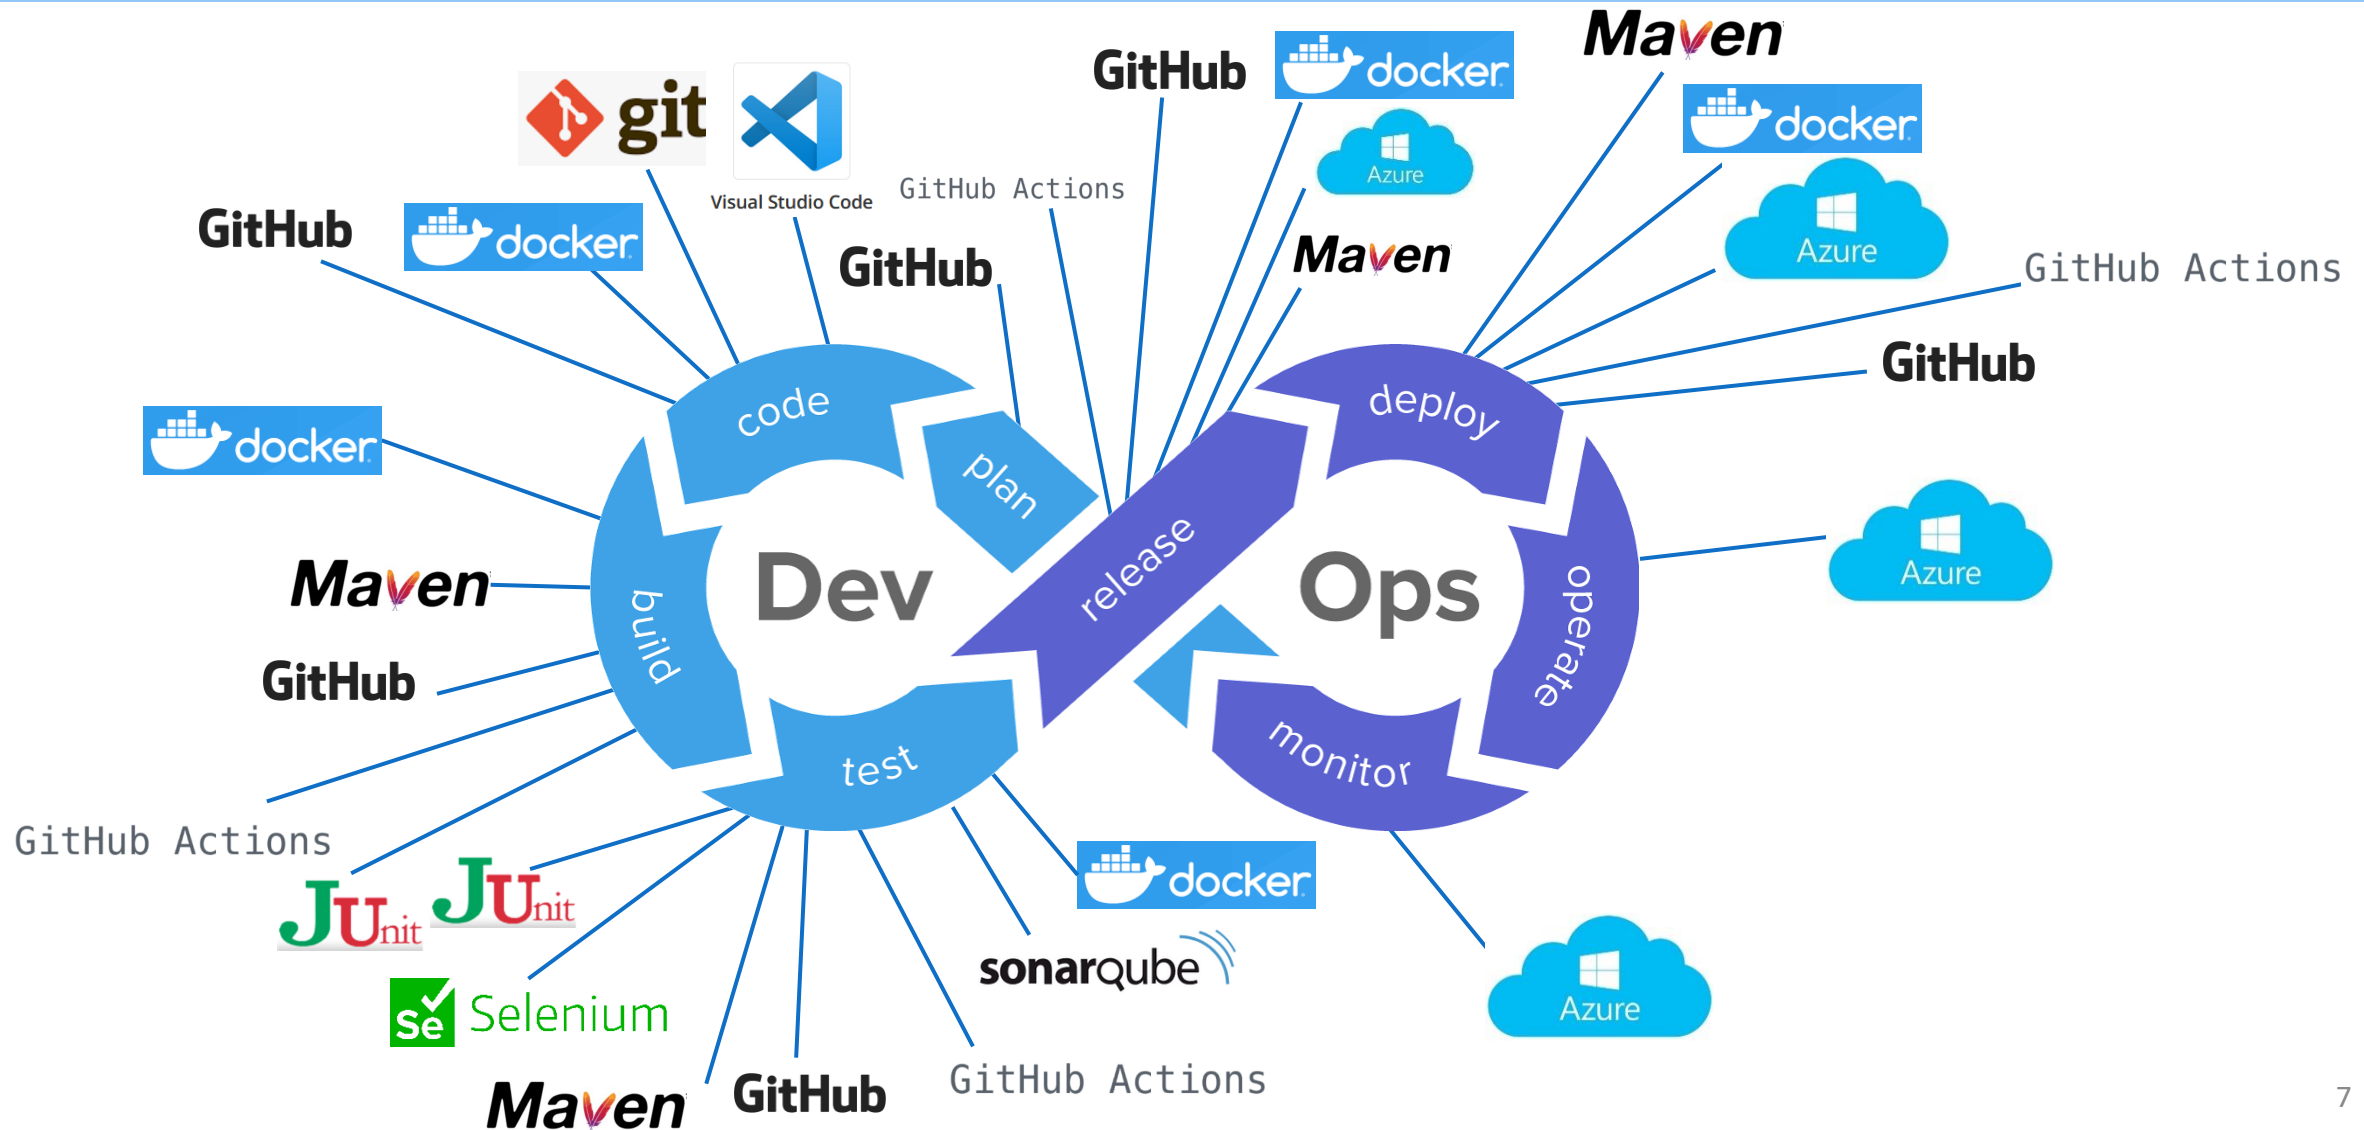 Maven
GitHub
docker
docker
git
Azure
Visual Studio Code
GitHub Actions
GitHub
docker
GitHub
Maven
Azure
GitHub Actions
GitHub
code
plan
deploy
docker
Azure
Maven
Dev
release
Ops
operate
build
GitHub
test
monitor
GitHub Actions
JUnit
JUnit
docker
sonarqube
Se Selenium
Azure
Maven
GitHub
GitHub Actions
7